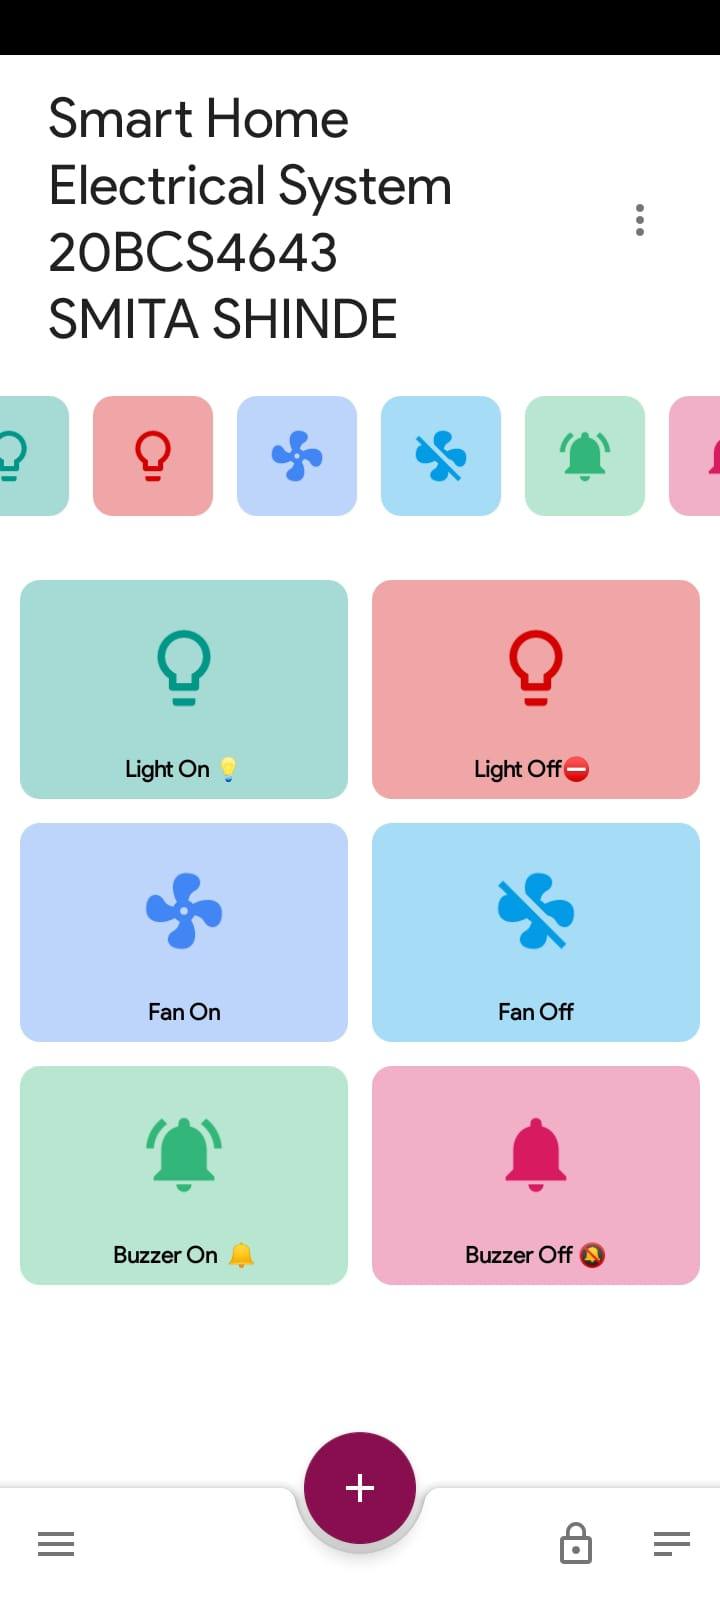 Smart Home
Electrical System
20BCS4643
SMITA SHINDE
Light On 💡
Light Off⛔
Fan On
Fan Off
Buzzer On 🔔
Buzzer Off 🔕